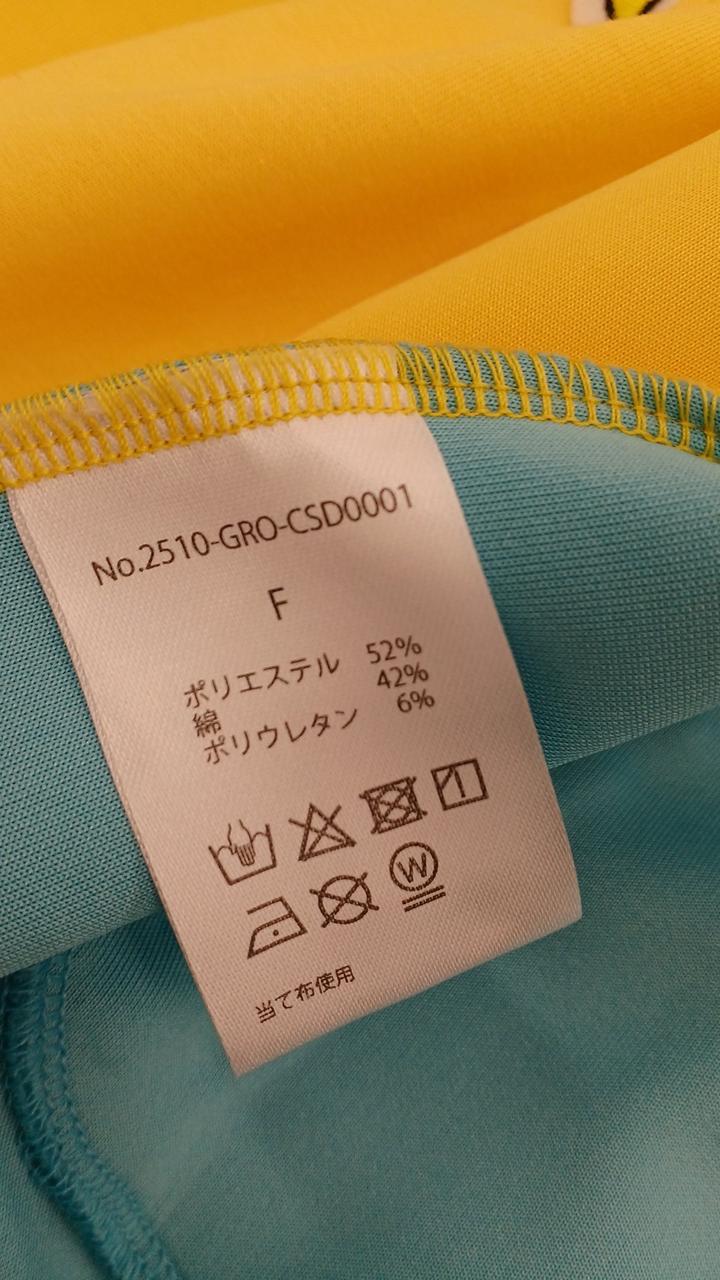 No.2510-GRO-CSD0001
F
ポリエステル 52%
綿 42%
ポリウレタン 6%
W
当て布使用